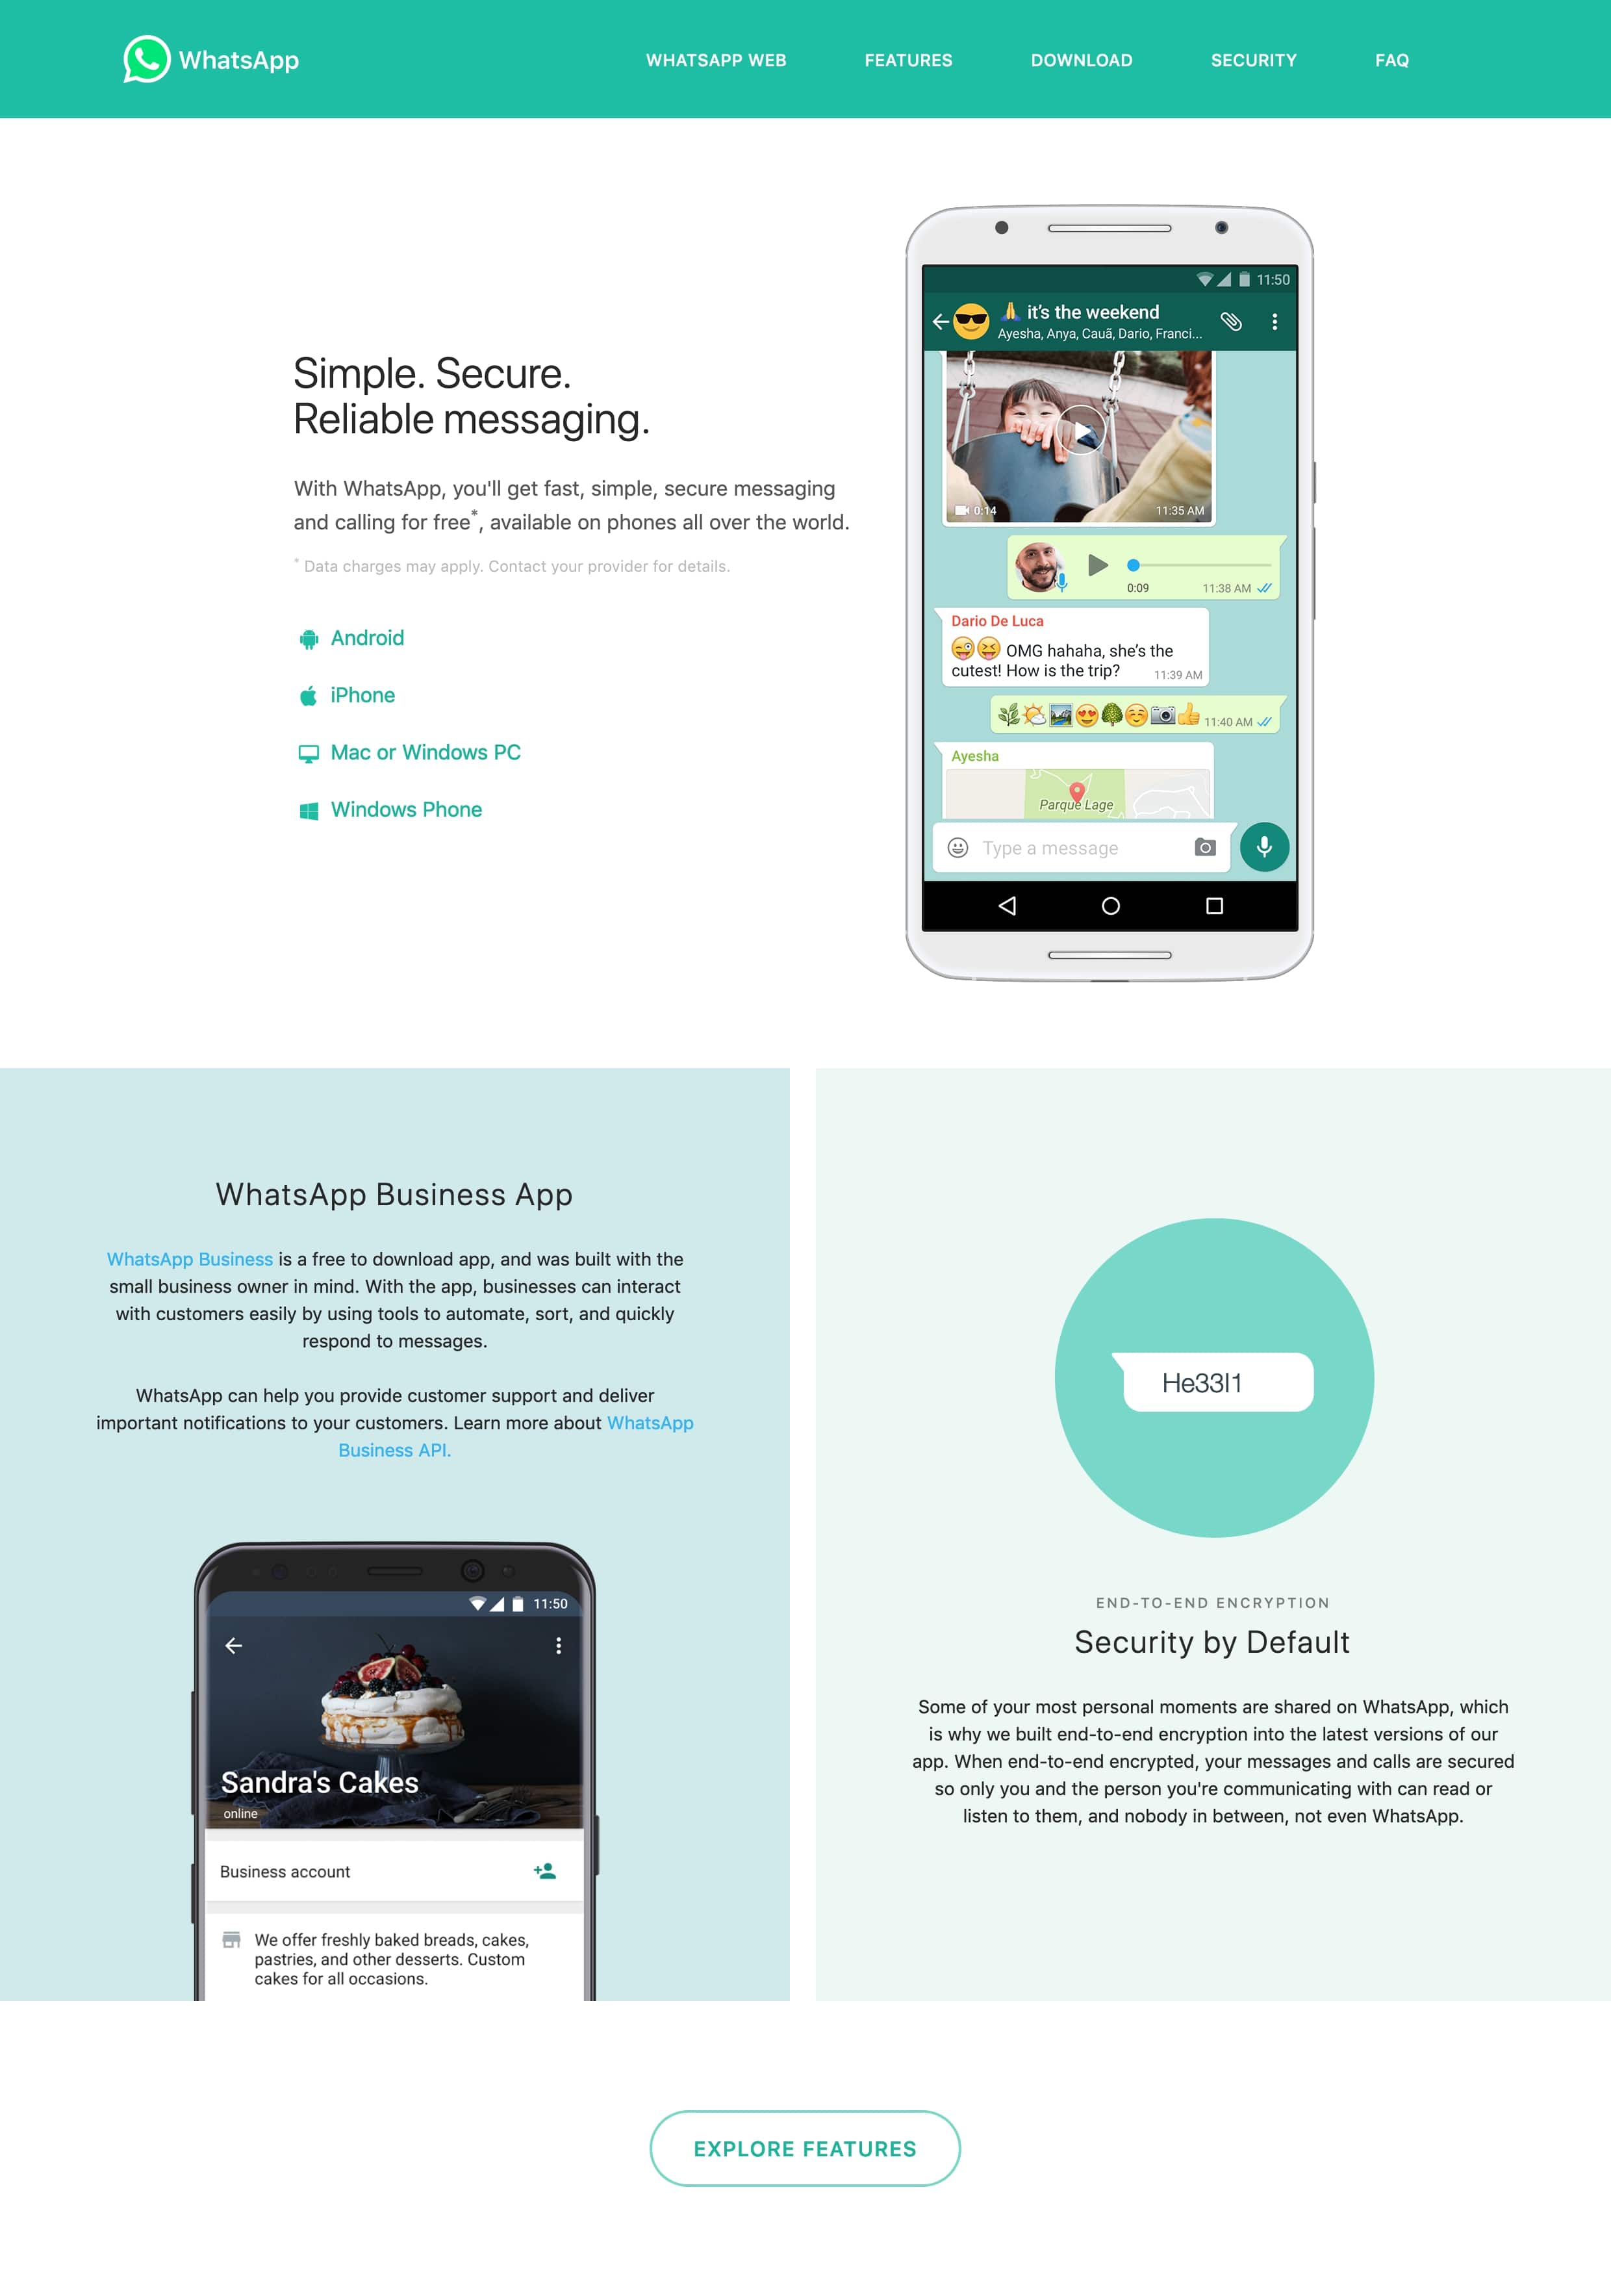 WhatsApp
WHATSAPP WEB
FEATURES
DOWNLOAD
SECURITY
FAQ
Simple. Secure.
Reliable messaging.
With WhatsApp, you'll get fast, simple, secure messaging
and calling for free*, available on phones all over the world.
* Data charges may apply. Contact your provider for details.
Android
iPhone
Mac or Windows PC
Windows Phone
11:50
🙏 it's the weekend
Ayesha, Anya, Cauã, Dario, Franci...
0:14
11:35 AM
0:09
11:38 AM
Dario De Luca
😜😝 OMG hahaha, she's the
cutest! How is the trip?
11:39 AM
🌿🌤🏞😍🌳☺️📷👍 11:40 AM
Ayesha
Parque Lage
Type a message
WhatsApp Business App
WhatsApp Business is a free to download app, and was built with the
small business owner in mind. With the app, businesses can interact
with customers easily by using tools to automate, sort, and quickly
respond to messages.
WhatsApp can help you provide customer support and deliver
important notifications to your customers. Learn more about WhatsApp
Business API.
11:50
Sandra's Cakes
online
Business account
We offer freshly baked breads, cakes,
pastries, and other desserts. Custom
cakes for all occasions.
He33l1
END-TO-END ENCRYPTION
Security by Default
Some of your most personal moments are shared on WhatsApp, which
is why we built end-to-end encryption into the latest versions of our
app. When end-to-end encrypted, your messages and calls are secured
so only you and the person you're communicating with can read or
listen to them, and nobody in between, not even WhatsApp.
EXPLORE FEATURES